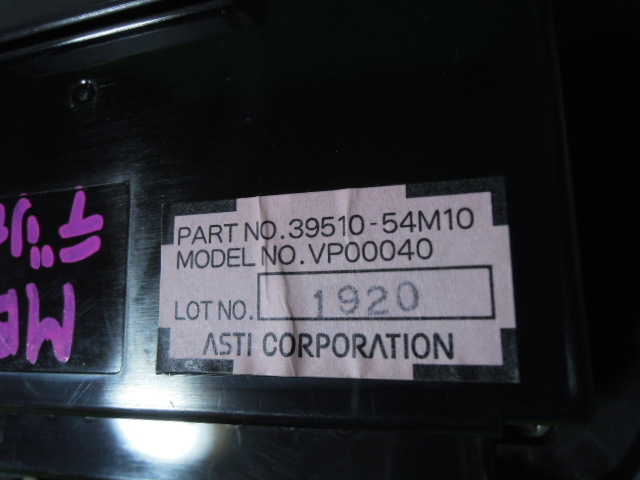 PART NO.39510-54M10
MODEL NO.VP00040
LOT NO. 1920
ASTI CORPORATION